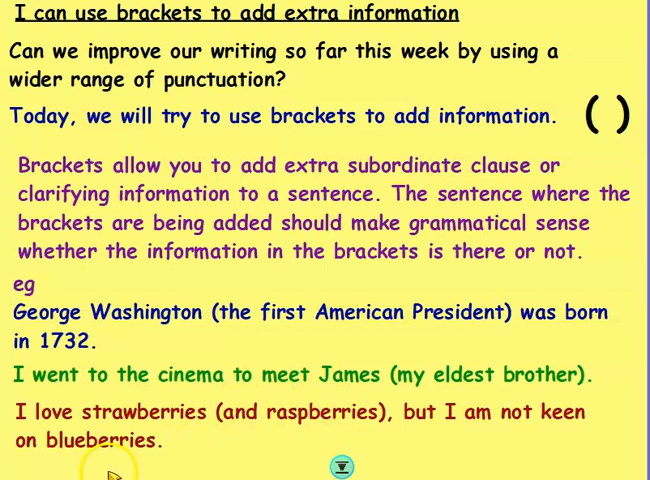 I can use brackets to add extra information
Can we improve our writing so far this week by using a
wider range of punctuation?
Today, we will try to use brackets to add information. ( )
Brackets allow you to add extra subordinate clause or
clarifying information to a sentence. The sentence where the
brackets are being added should make grammatical sense
whether the information in the brackets is there or not.
eg
George Washington (the first American President) was born
in 1732.
I went to the cinema to meet James (my eldest brother).
I love strawberries (and raspberries), but I am not keen
on blueberries.